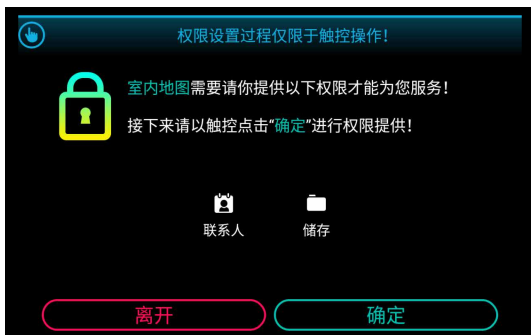 权限设置过程仅限于触控操作!
室内地图需要请你提供以下权限才能为您服务!
接下来请以触控点击“确定”进行权限提供!
联系人 储存
离开 确定